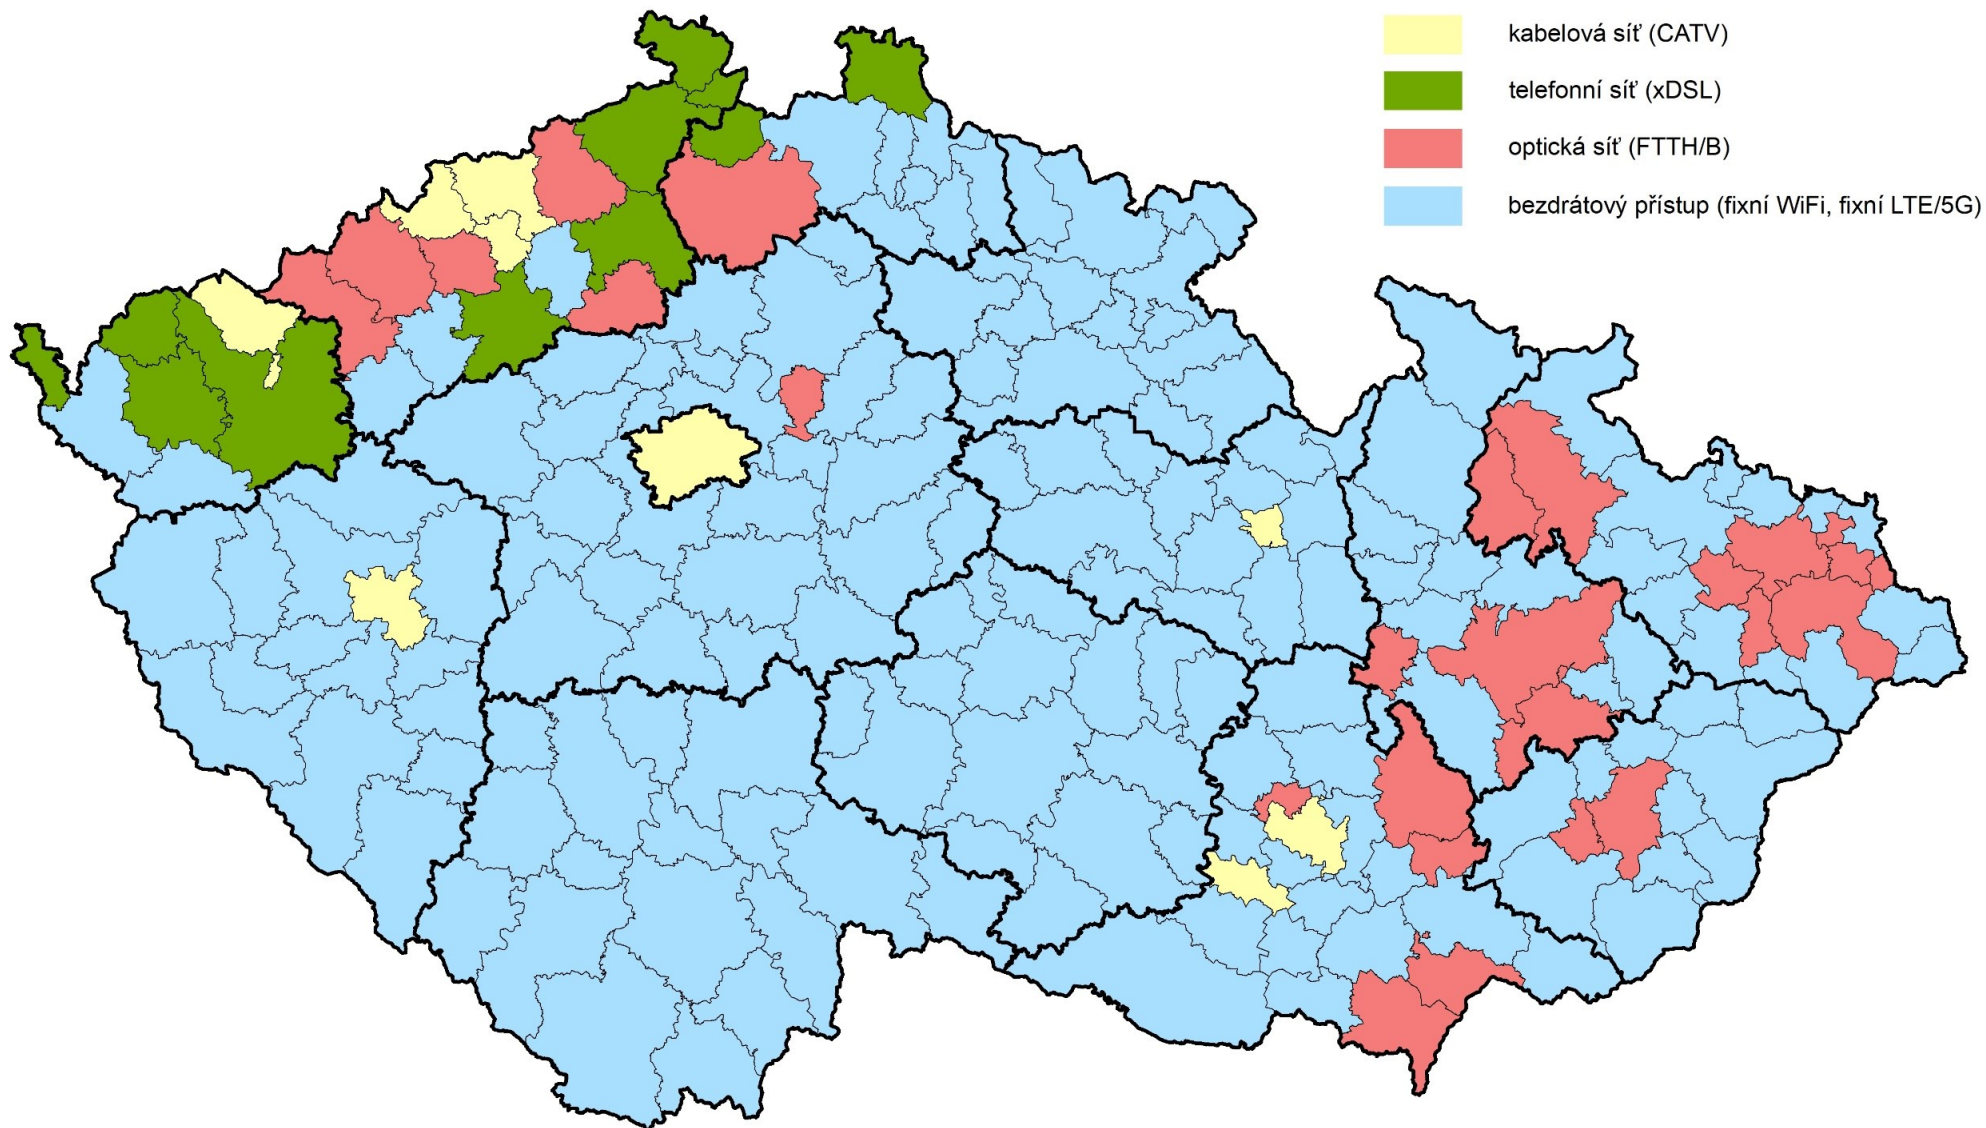 kabelová síť (CATV)
telefonní síť (xDSL)
optická síť (FTTH/B)
bezdrátový přístup (fixní WiFi, fixní LTE/5G)